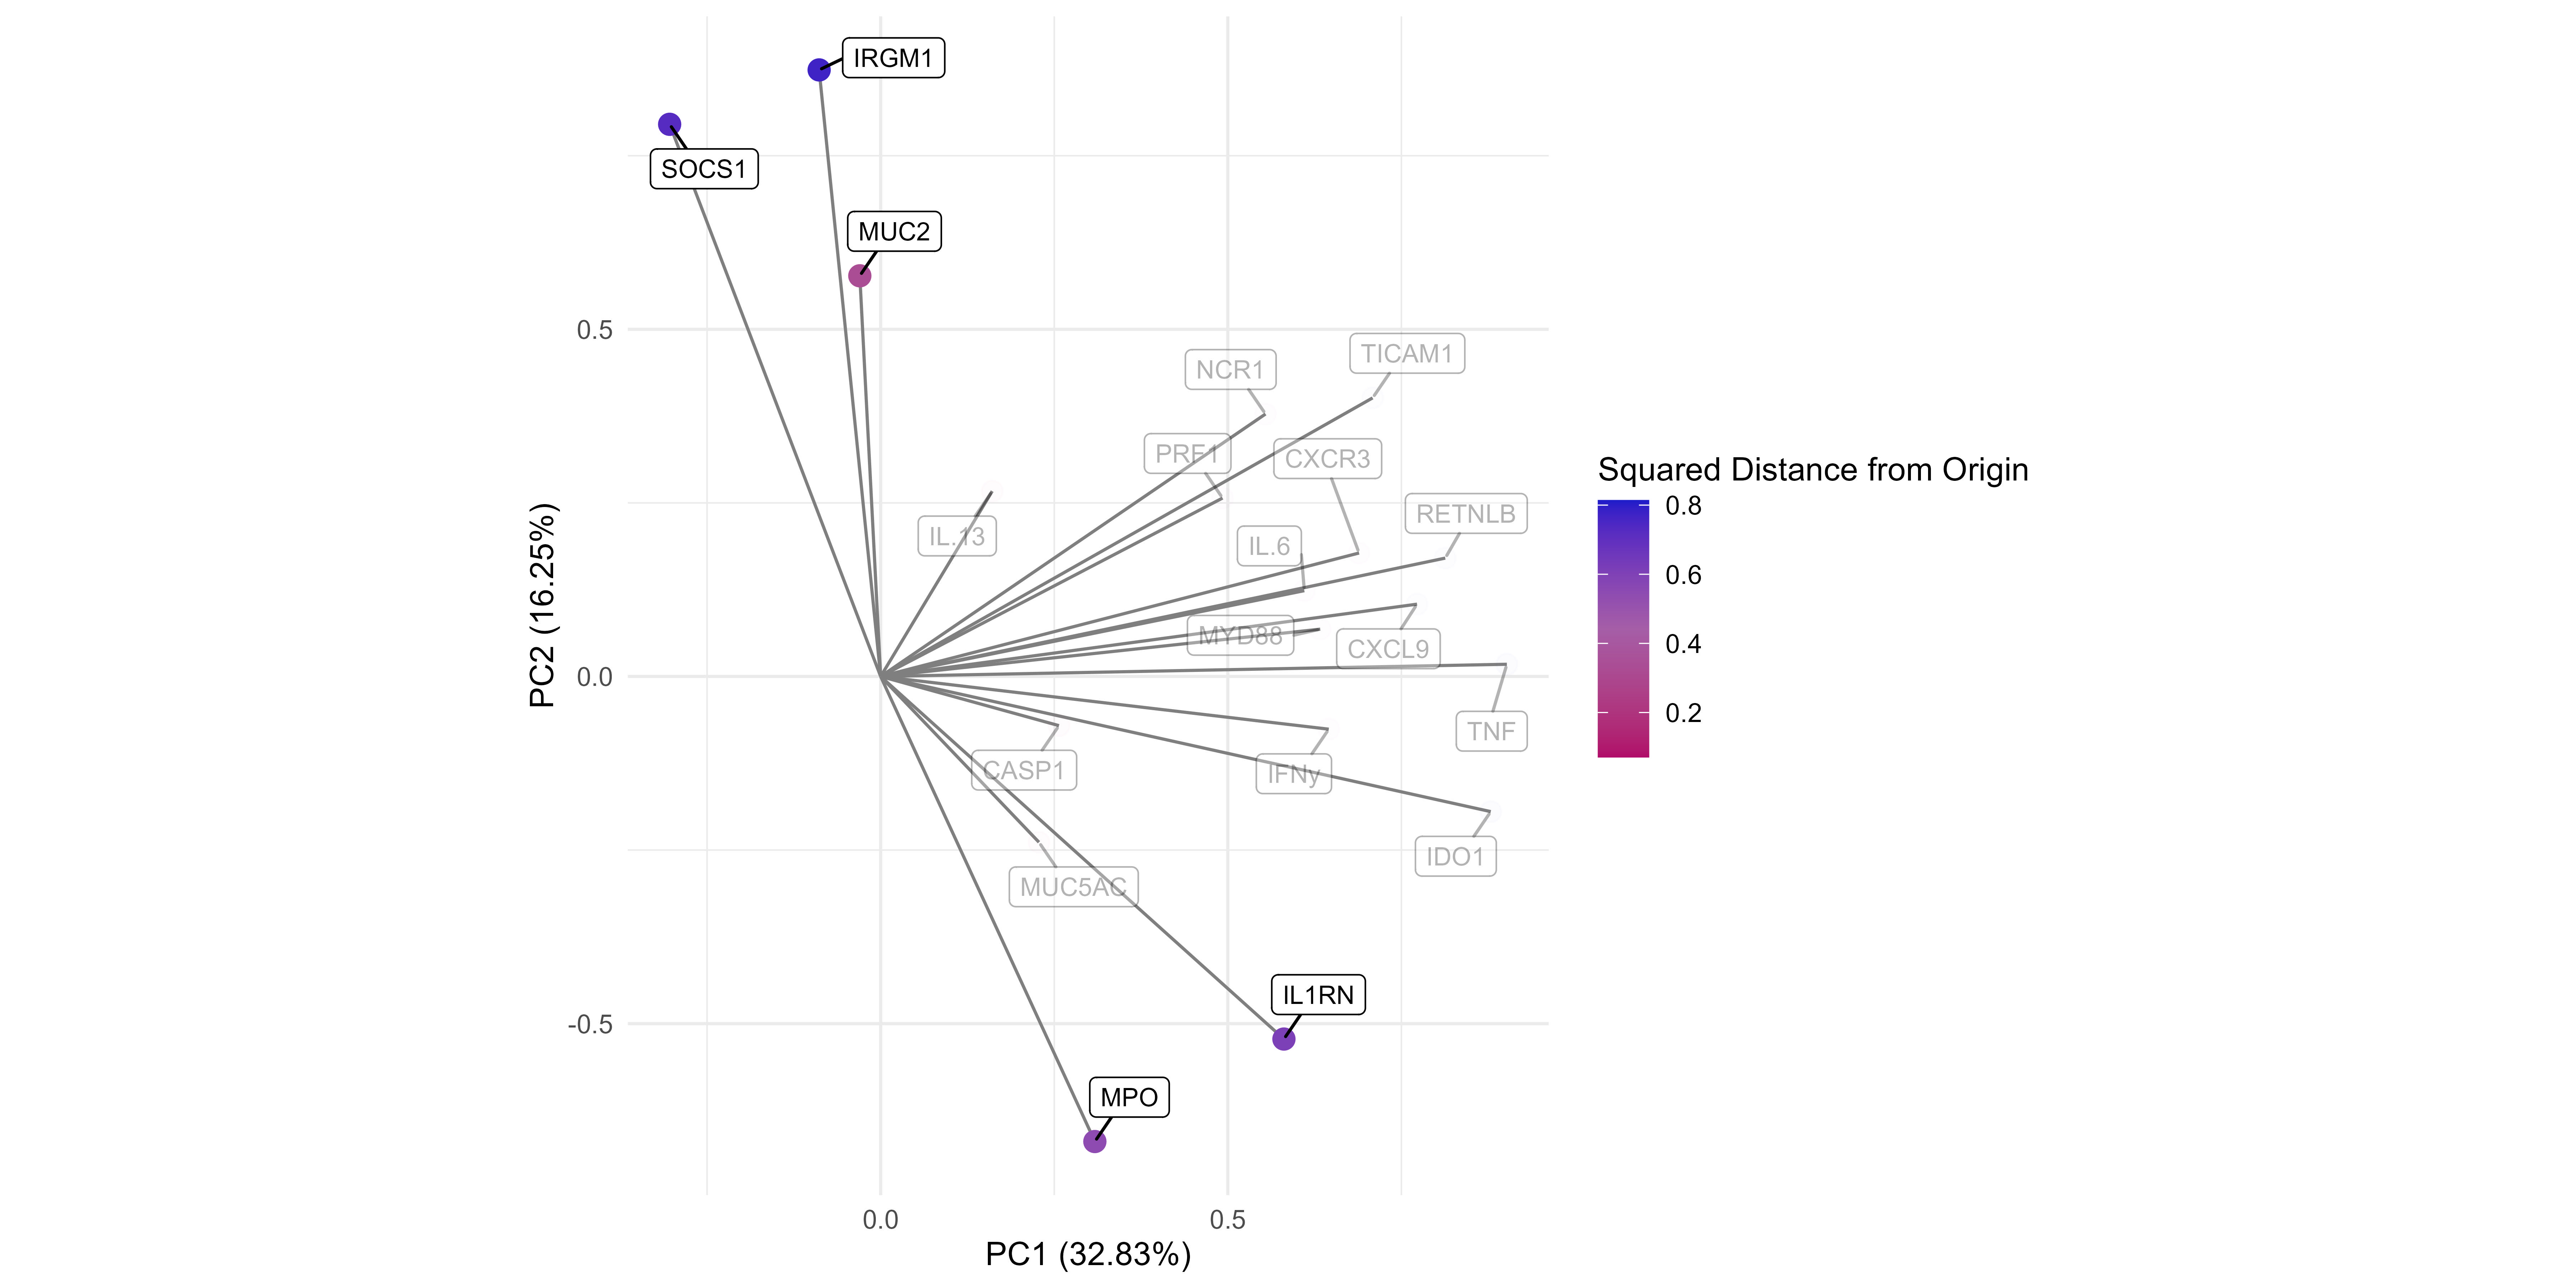 IRGM1
SOCS1
MUC2
0.5
TICAM1
NCR1
PRF1
CXCR3
Squared Distance from Origin
RETNLB
0.8
IL.13
IL.6
0.6
PC2 (16.25%)
MYD88
CXCL9
0.4
0.0
TNF
0.2
CASP1
IFNy
IDO1
MUC5AC
IL1RN
-0.5
MPO
0.0
0.5
PC1 (32.83%)